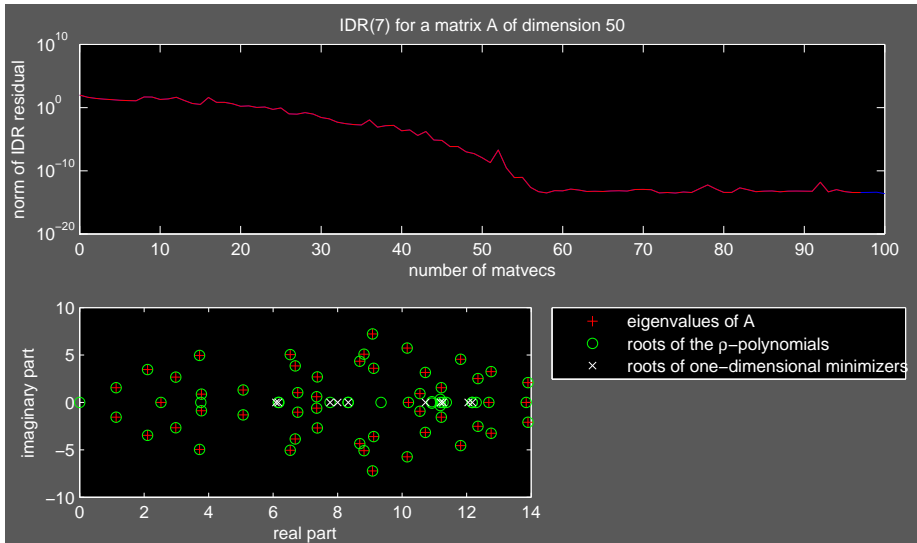 IDR(7) for a matrix A of dimension 50
10^10
10^0
10^−10
10^−20
norm of IDR residual
0 10 20 30 40 50 60 70 80 90 100
number of matvecs
10
5
0
−5
−10
imaginary part
0 2 4 6 8 10 12 14
real part
eigenvalues of A
roots of the ρ−polynomials
roots of one−dimensional minimizers